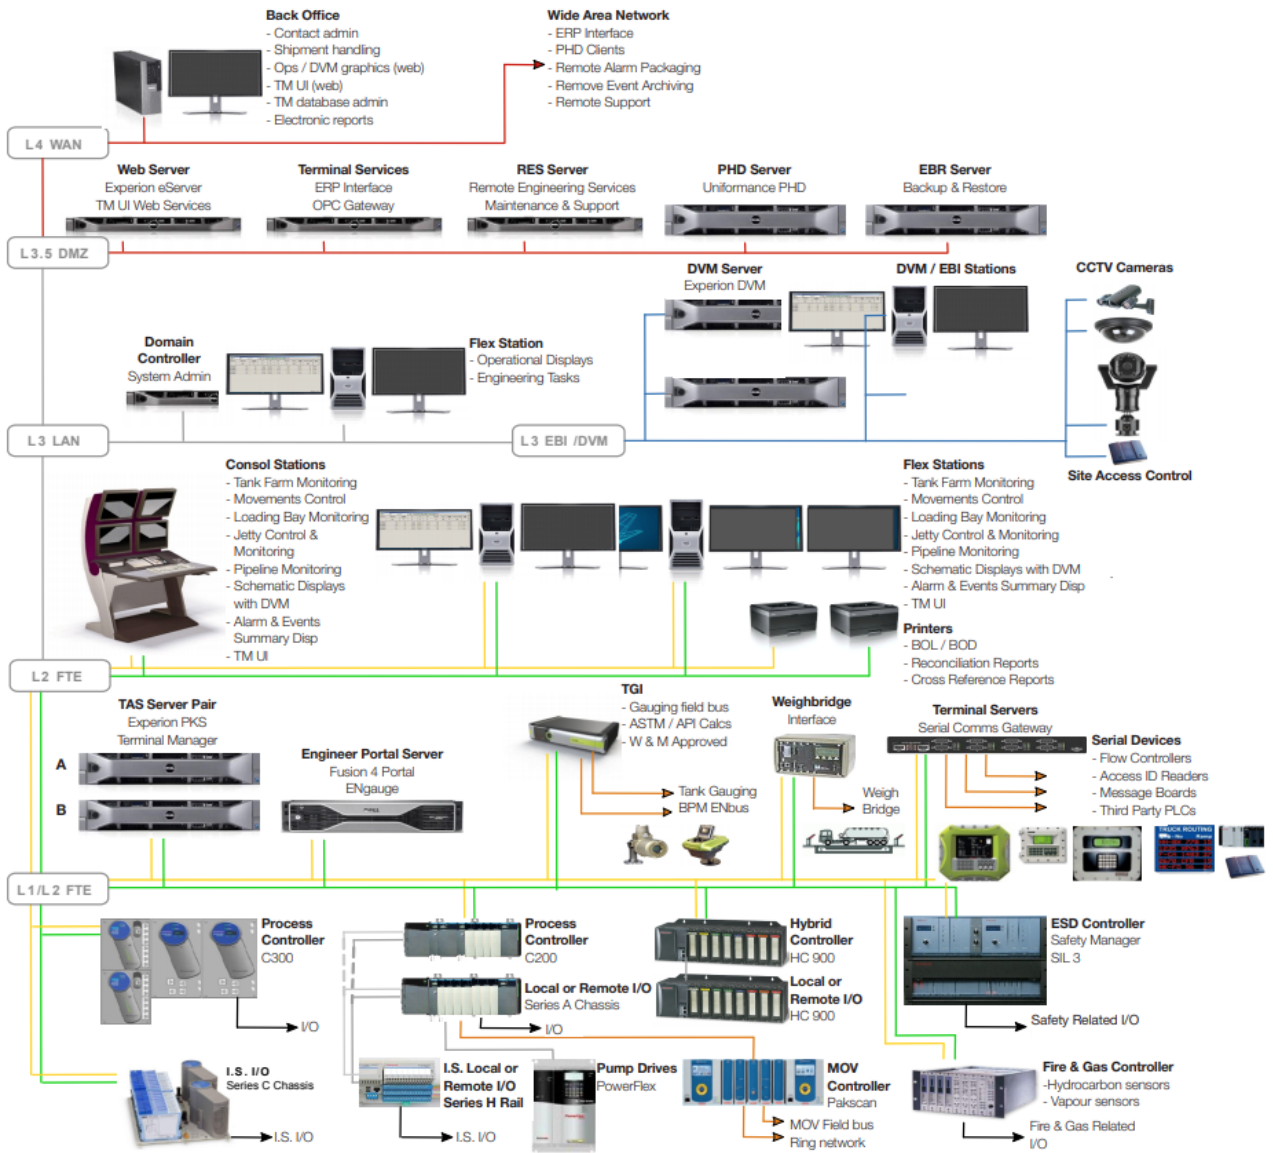 Back Office
- Contact admin
- Shipment handling
- Ops / DVM graphics (web)
- TM UI (web)
- TM database admin
- Electronic reports
Wide Area Network
- ERP Interface
- PHD Clients
- Remote Alarm Packaging
- Remove Event Archiving
- Remote Support
L4 WAN
Web Server
Experion eServer
TM UI Web Services
Terminal Services
ERP Interface
OPC Gateway
RES Server
Remote Engineering Services
Maintenance & Support
PHD Server
Uniformance PHD
EBR Server
Backup & Restore
L3.5 DMZ
DVM Server
Experion DVM
DVM / EBI Stations
CCTV Cameras
Domain
Controller
System Admin
Flex Station
- Operational Displays
- Engineering Tasks
L3 LAN
L3 EBI /DVM
Site Access Control
Consol Stations
- Tank Farm Monitoring
- Movements Control
- Loading Bay Monitoring
- Jetty Control &
Monitoring
- Pipeline Monitoring
- Schematic Displays
with DVM
- Alarm & Events
Summary Disp
- TM UI
Flex Stations
- Tank Farm Monitoring
- Movements Control
- Loading Bay Monitoring
- Jetty Control & Monitoring
- Pipeline Monitoring
- Schematic Displays with DVM
- Alarm & Events Summary Disp
- TM UI
Printers
- BOL / BOD
- Reconciliation Reports
- Cross Reference Reports
L2 FTE
TAS Server Pair
Experion PKS
Terminal Manager
A
B
Engineer Portal Server
Fusion 4 Portal
ENgauge
TGI
- Gauging field bus
- ASTM / API Calcs
- W & M Approved
Tank Gauging
BPM ENbus
Weighbridge
Interface
Weigh
Bridge
Terminal Servers
Serial Comms Gateway
Serial Devices
- Flow Controllers
- Access ID Readers
- Message Boards
- Third Party PLCs
TRUCK ROUTING
L1/L2 FTE
Process
Controller
C300
I/O
Process
Controller
C200
Local or Remote I/O
Series A Chassis
I/O
Hybrid
Controller
HC 900
Local or
Remote I/O
HC 900
ESD Controller
Safety Manager
SIL 3
Safety Related I/O
I.S. I/O
Series C Chassis
I.S. I/O
I.S. Local or
Remote I/O
Series H Rail
I.S. I/O
Pump Drives
PowerFlex
MOV
Controller
Pakscan
MOV Field bus
Ring network
Fire & Gas Controller
-Hydrocarbon sensors
- Vapour sensors
Fire & Gas Related
I/O